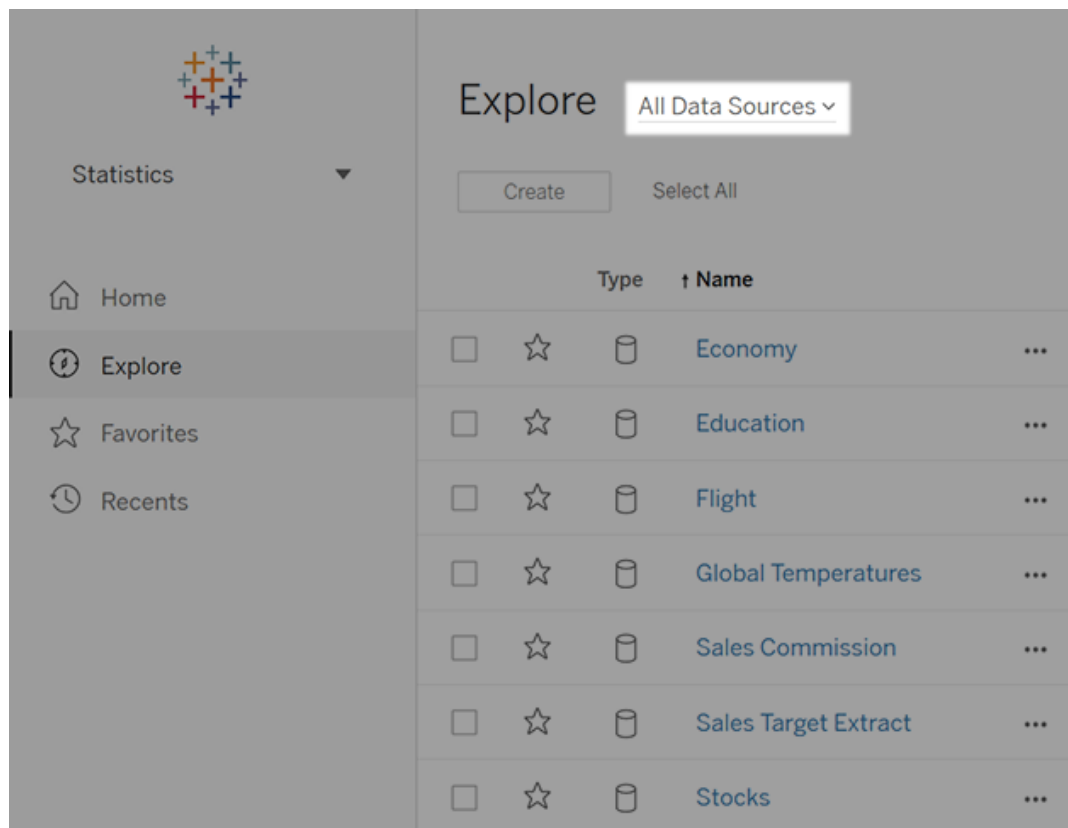 Statistics
Home
Explore
Favorites
Recents
Explore All Data Sources
Create Select All
Type ↑ Name
Economy
Education
Flight
Global Temperatures
Sales Commission
Sales Target Extract
Stocks